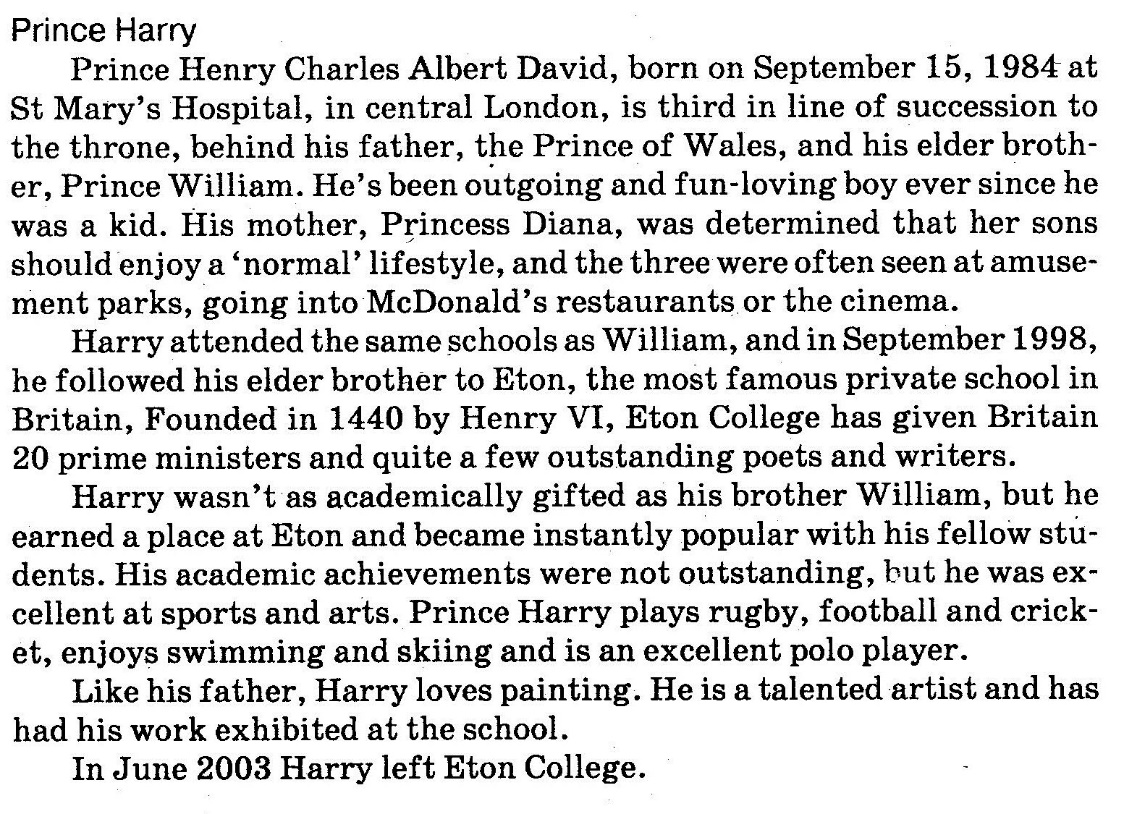 Prince Harry
Prince Henry Charles Albert David, born on September 15, 1984 at
St Mary's Hospital, in central London, is third in line of succession to
the throne, behind his father, the Prince of Wales, and his elder broth-
er, Prince William. He's been outgoing and fun-loving boy ever since he
was a kid. His mother, Princess Diana, was determined that her sons
should enjoy a 'normal' lifestyle, and the three were often seen at amuse-
ment parks, going into McDonald's restaurants or the cinema.
Harry attended the same schools as William, and in September 1998,
he followed his elder brother to Eton, the most famous private school in
Britain, Founded in 1440 by Henry VI, Eton College has given Britain
20 prime ministers and quite a few outstanding poets and writers.
Harry wasn't as academically gifted as his brother William, but he
earned a place at Eton and became instantly popular with his fellow stu-
dents. His academic achievements were not outstanding, but he was ex-
cellent at sports and arts. Prince Harry plays rugby, football and crick-
et, enjoys swimming and skiing and is an excellent polo player.
Like his father, Harry loves painting. He is a talented artist and has
had his work exhibited at the school.
In June 2003 Harry left Eton College.